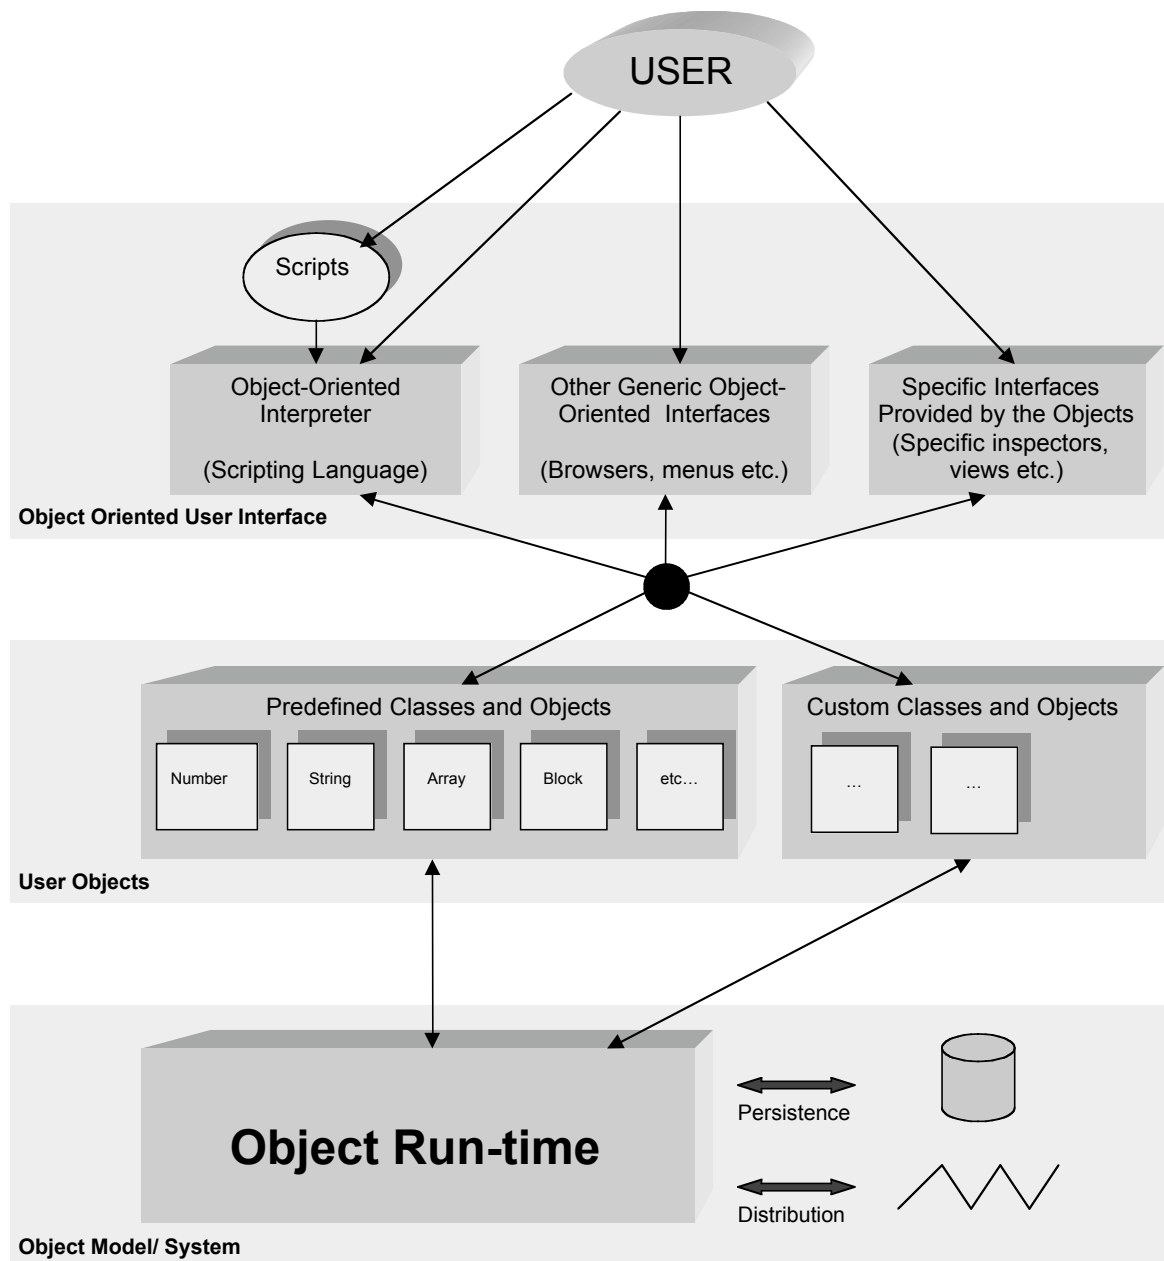 USER
Scripts
Object-Oriented
Interpreter
(Scripting Language)
Other Generic Object-
Oriented Interfaces
(Browsers, menus etc.)
Specific Interfaces
Provided by the Objects
(Specific inspectors,
views etc.)
Object Oriented User Interface
Predefined Classes and Objects
Number
String
Array
Block
etc...
Custom Classes and Objects
...
...
User Objects
Object Run-time
Persistence
Distribution
Object Model/ System